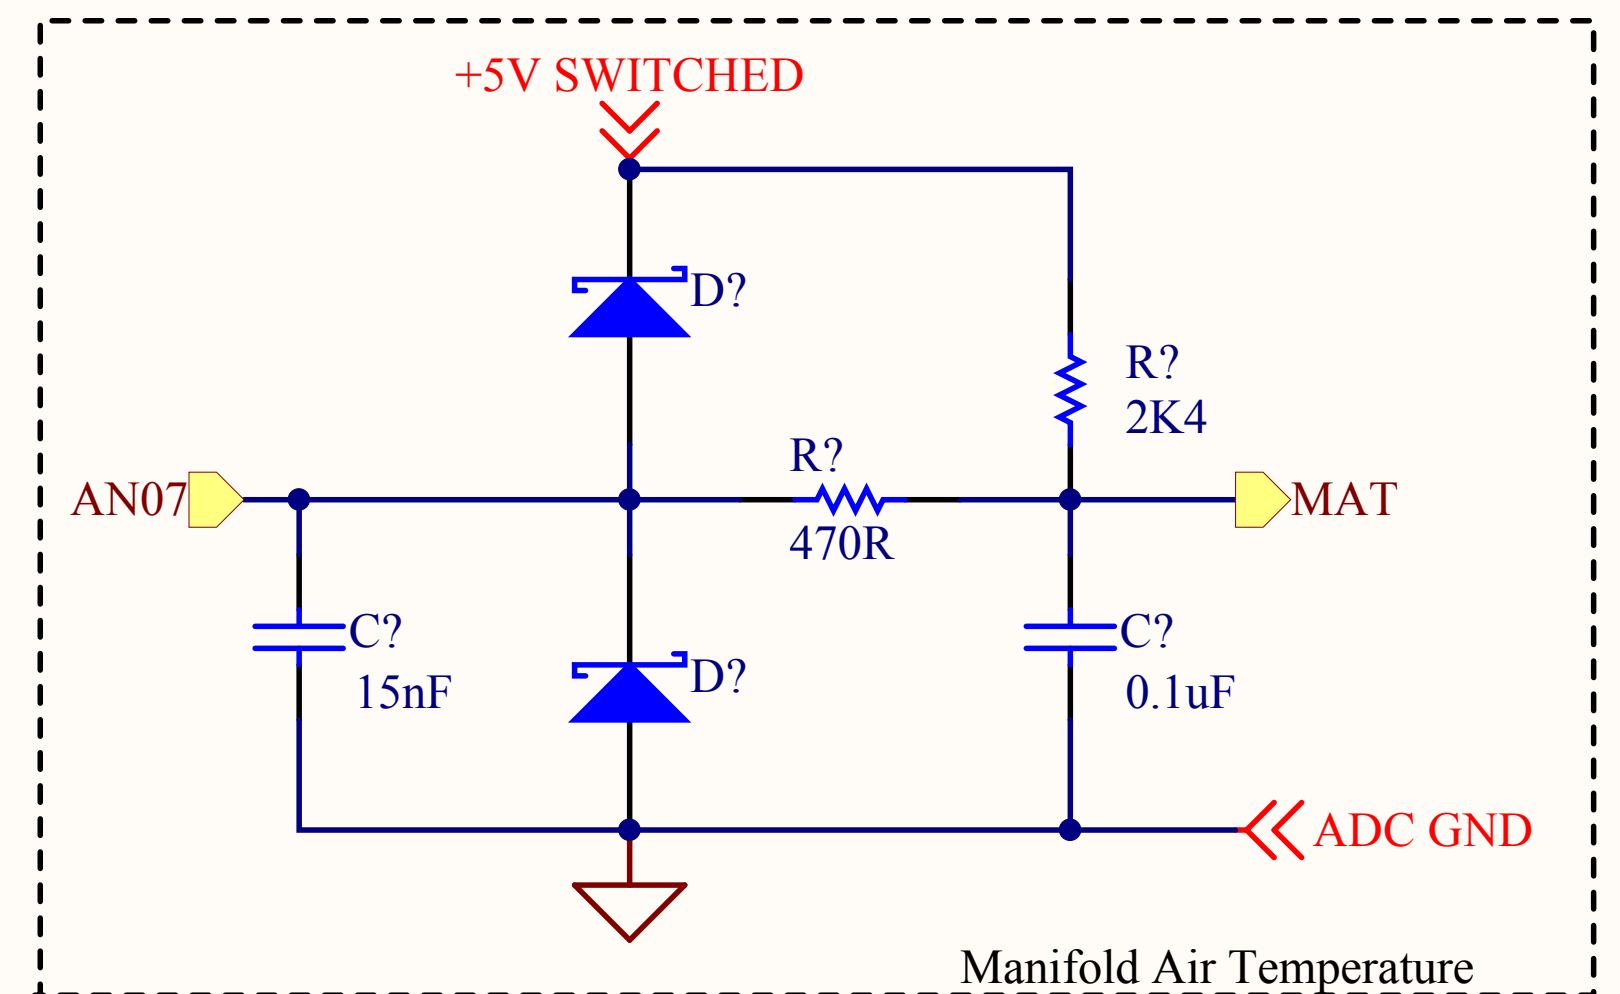 +5V SWITCHED
D?
R?
2K4
R?
AN07
MAT
470R
C?
15nF
D?
C?
0.1uF
ADC GND
Manifold Air Temperature